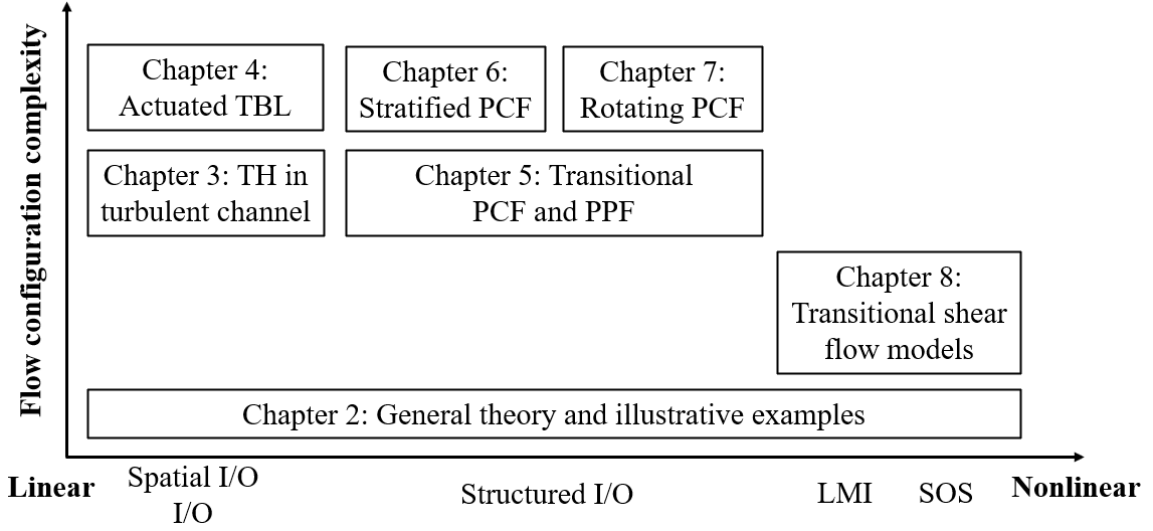 Flow configuration complexity
Chapter 4:
Actuated TBL
Chapter 6:
Stratified PCF
Chapter 7:
Rotating PCF
Chapter 3: TH in
turbulent channel
Chapter 5: Transitional
PCF and PPF
Chapter 8:
Transitional shear
flow models
Chapter 2: General theory and illustrative examples
Linear
Spatial I/O
I/O
Structured I/O
LMI
SOS
Nonlinear